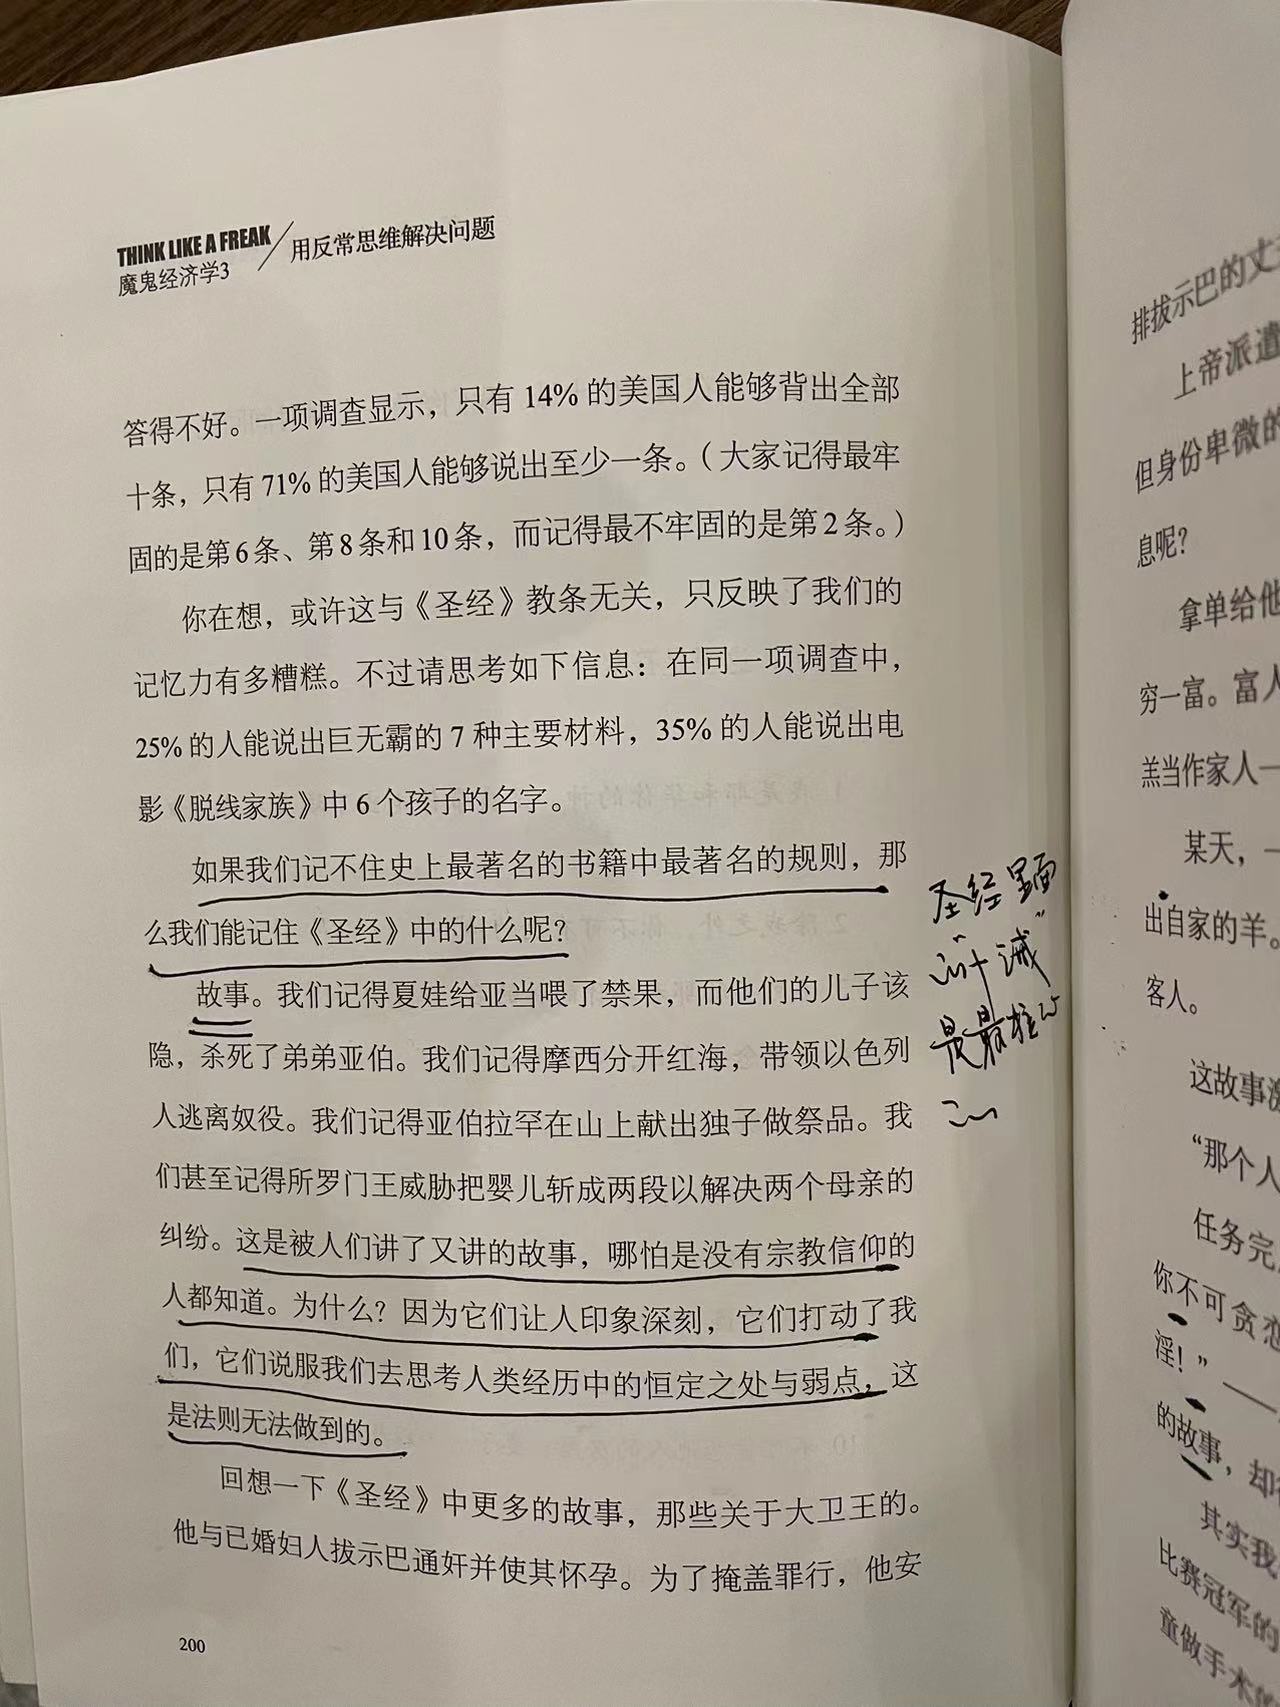 THINK LIKE A FREAK
魔鬼经济学3
用反常思维解决问题
答得不好。一项调查显示，只有 14% 的美国人能够背出全部
十条，只有 71% 的美国人能够说出至少一条。（大家记得最牢
固的是第 6 条、第 8 条和 10 条，而记得最不牢固的是第 2 条。）
你在想，或许这与《圣经》教条无关，只反映了我们的
记忆力有多糟糕。不过请思考如下信息：在同一项调查中，
25% 的人能说出巨无霸的 7 种主要材料，35% 的人能说出电
影《脱线家族》中 6 个孩子的名字。
如果我们记不住史上最著名的书籍中最著名的规则，那
么我们能记住《圣经》中的什么呢？
故事。我们记得夏娃给亚当喂了禁果，而他们的儿子该
隐，杀死了弟弟亚伯。我们记得摩西分开红海，带领以色列
人逃离奴役。我们记得亚伯拉罕在山上献出独子做祭品。我
们甚至记得所罗门王威胁把婴儿斩成两段以解决两个母亲的
纠纷。这是被人们讲了又讲的故事，哪怕是没有宗教信仰的
人都知道。为什么？因为它们让人印象深刻，它们打动了我
们，它们说服我们去思考人类经历中的恒定之处与弱点，这
是法则无法做到的。
回想一下《圣经》中更多的故事，那些关于大卫王的。
他与已婚妇人拔示巴通奸并使其怀孕。为了掩盖罪行，他安
200
圣经里面
“十诫”
是最
排拔示巴的丈
上帝派遣
但身份卑微的
息呢？
拿单给他
穷一富。富人
羔当作家人一
某天，
出自家的羊。
客人。
这故事
“那个人
任务完
你不可贪恋
淫！”——
的故事，却
其实我
比赛冠军的
童做手术的